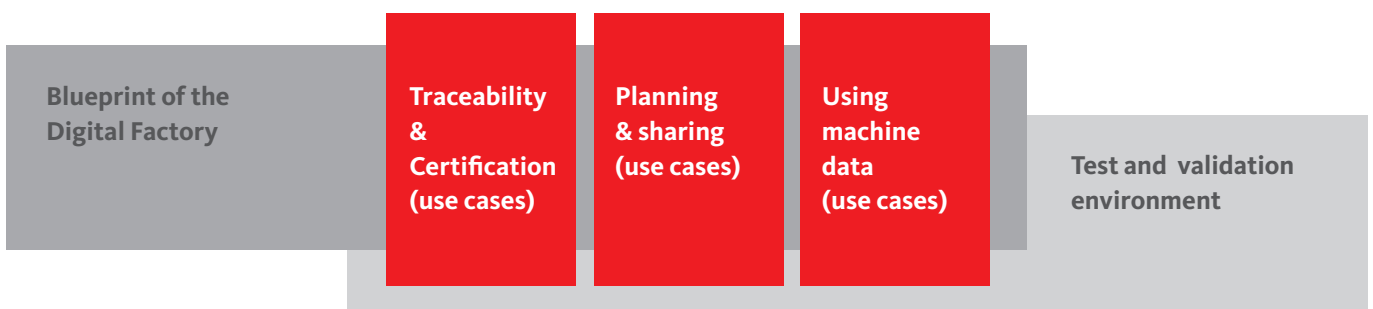 Blueprint of the
Digital Factory
Traceability
&
Certification
(use cases)
Planning
& sharing
(use cases)
Using
machine
data
(use cases)
Test and validation
environment